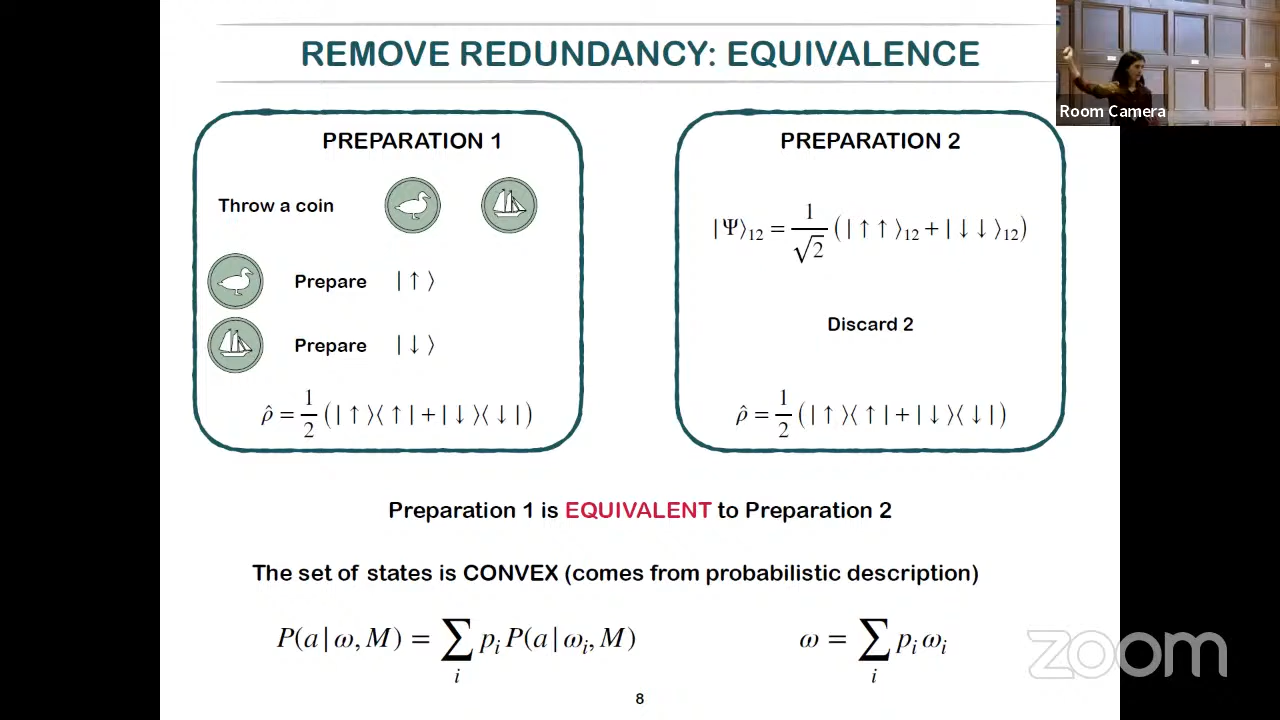 REMOVE REDUNDANCY: EQUIVALENCE
Room Camera
PREPARATION 1
Throw a coin
Prepare | ↑ ⟩
Prepare | ↓ ⟩
ρ̂ = 1/2 ( | ↑ ⟩⟨ ↑ | + | ↓ ⟩⟨ ↓ | )
PREPARATION 2
| Ψ⟩₁₂ = 1/√2 ( | ↑ ↑ ⟩₁₂ + | ↓ ↓ ⟩₁₂ )
Discard 2
ρ̂ = 1/2 ( | ↑ ⟩⟨ ↑ | + | ↓ ⟩⟨ ↓ | )
Preparation 1 is EQUIVALENT to Preparation 2
The set of states is CONVEX (comes from probabilistic description)
P(a | ω, M) = ∑ᵢ pᵢ P(a | ωᵢ, M)
ω = ∑ᵢ pᵢ ωᵢ
zoom
8